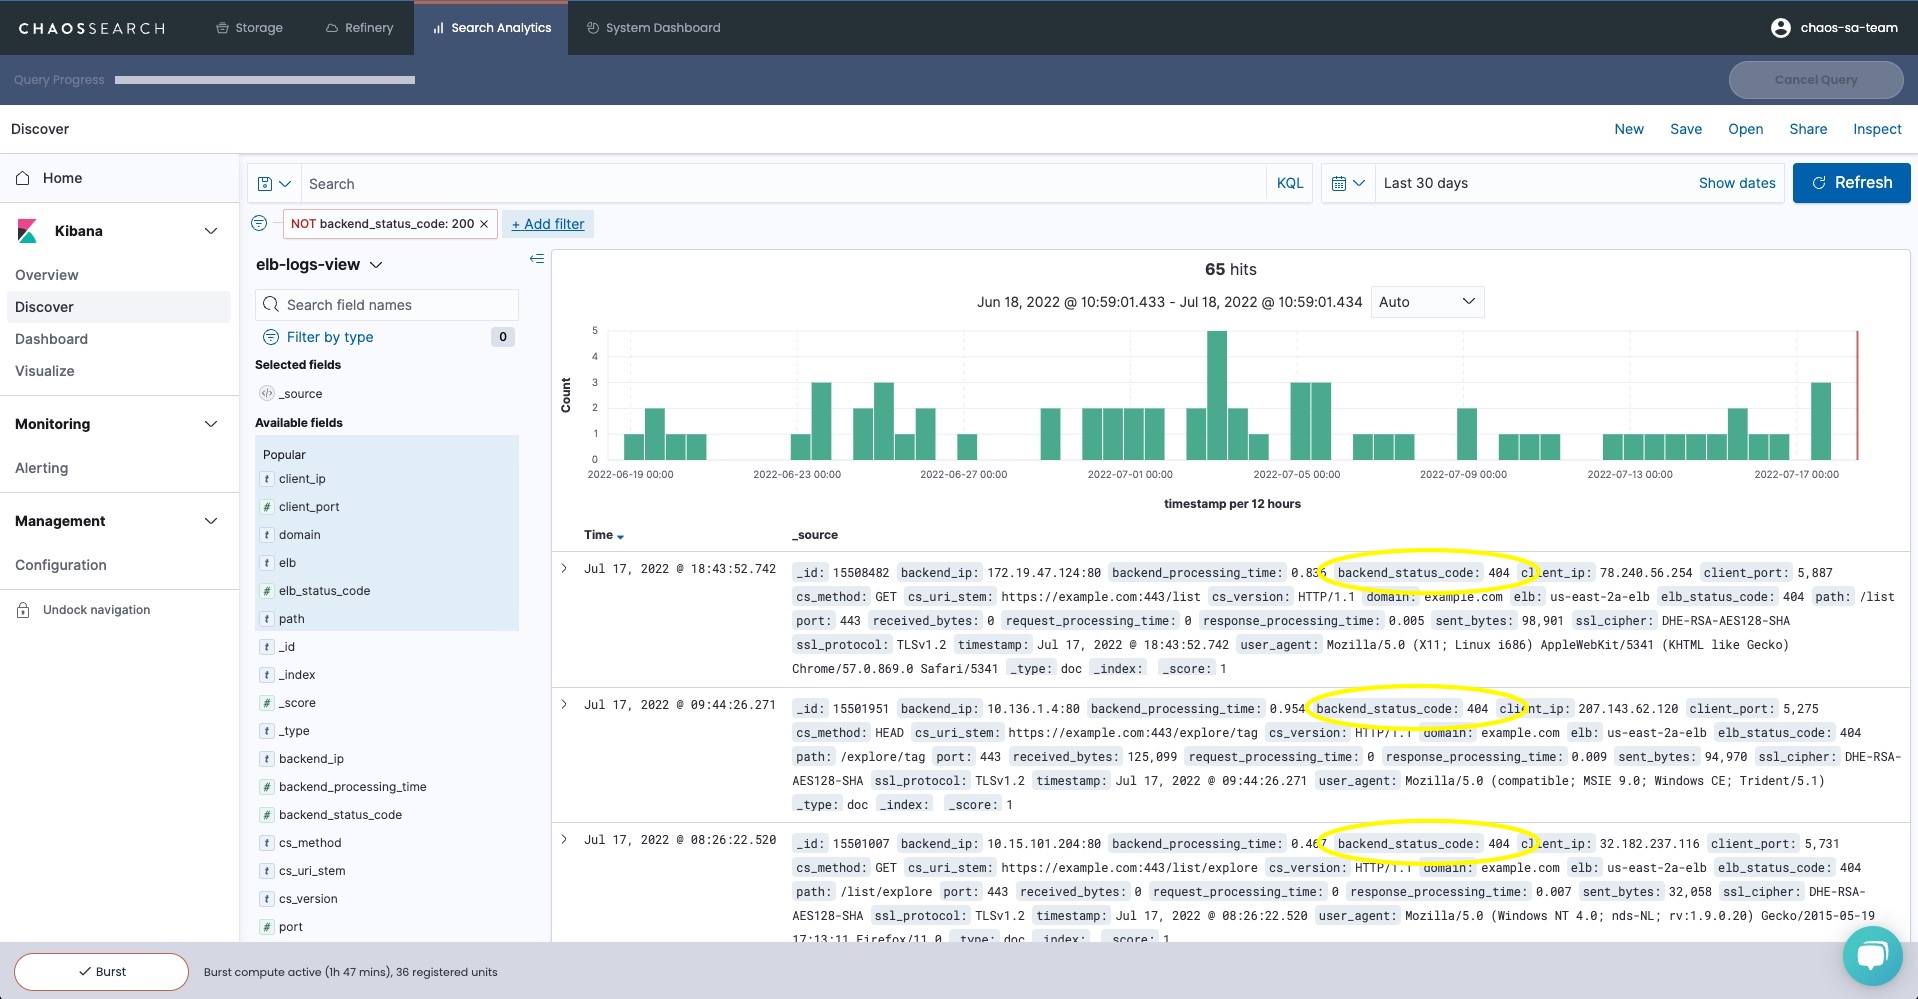 CHAOSSEARCH
Storage
Refinery
Search Analytics
System Dashboard
chaos-sa-team
Query Progress
Cancel Query
Discover
New
Save
Open
Share
Inspect
Home
Kibana
Overview
Discover
Dashboard
Visualize
Monitoring
Alerting
Management
Configuration
Undock navigation
Search
KQL
Last 30 days
Show dates
Refresh
NOT backend_status_code: 200 ×
+ Add filter
elb-logs-view
Search field names
Filter by type
0
Selected fields
_source
Available fields
Popular
t client_ip
# client_port
t domain
t elb
# elb_status_code
t path
t _id
t _index
# _score
t _type
t backend_ip
# backend_processing_time
# backend_status_code
t cs_method
t cs_uri_stem
t cs_version
# port
65 hits
Jun 18, 2022 @ 10:59:01.433 - Jul 18, 2022 @ 10:59:01.434
Auto
Count
5
4
3
2
1
0
2022-06-19 00:00
2022-06-23 00:00
2022-06-27 00:00
2022-07-01 00:00
2022-07-05 00:00
2022-07-09 00:00
2022-07-13 00:00
2022-07-17 00:00
timestamp per 12 hours
Time
_source
Jul 17, 2022 @ 18:43:52.742
_id: 15508482 backend_ip: 172.19.47.124:80 backend_processing_time: 0.836 backend_status_code: 404 client_ip: 78.240.56.254 client_port: 5,887
cs_method: GET cs_uri_stem: https://example.com:443/list cs_version: HTTP/1.1 domain: example.com elb: us-east-2a-elb elb_status_code: 404 path: /list
port: 443 received_bytes: 0 request_processing_time: 0 response_processing_time: 0.005 sent_bytes: 98,901 ssl_cipher: DHE-RSA-AES128-SHA
ssl_protocol: TLSv1.2 timestamp: Jul 17, 2022 @ 18:43:52.742 user_agent: Mozilla/5.0 (X11; Linux i686) AppleWebKit/5341 (KHTML like Gecko)
Chrome/57.0.869.0 Safari/5341 _type: doc _index: _score: 1
Jul 17, 2022 @ 09:44:26.271
_id: 15501951 backend_ip: 10.136.1.4:80 backend_processing_time: 0.954 backend_status_code: 404 client_ip: 207.143.62.120 client_port: 5,275
cs_method: HEAD cs_uri_stem: https://example.com:443/explore/tag cs_version: HTTP/1.1 domain: example.com elb: us-east-2a-elb elb_status_code: 404
path: /explore/tag port: 443 received_bytes: 125,099 request_processing_time: 0 response_processing_time: 0.009 sent_bytes: 94,970 ssl_cipher: DHE-RSA-
AES128-SHA ssl_protocol: TLSv1.2 timestamp: Jul 17, 2022 @ 09:44:26.271 user_agent: Mozilla/5.0 (compatible; MSIE 9.0; Windows CE; Trident/5.1)
_type: doc _index: _score: 1
Jul 17, 2022 @ 08:26:22.520
_id: 15501007 backend_ip: 10.15.101.204:80 backend_processing_time: 0.467 backend_status_code: 404 client_ip: 32.182.237.116 client_port: 5,731
cs_method: GET cs_uri_stem: https://example.com:443/list/explore cs_version: HTTP/1.1 domain: example.com elb: us-east-2a-elb elb_status_code: 404
path: /list/explore port: 443 received_bytes: 0 request_processing_time: 0 response_processing_time: 0.007 sent_bytes: 32,058 ssl_cipher: DHE-RSA-
AES128-SHA ssl_protocol: TLSv1.2 timestamp: Jul 17, 2022 @ 08:26:22.520 user_agent: Mozilla/5.0 (Windows NT 4.0; nds-NL; rv:1.9.0.20) Gecko/2015-05-19
17:13:11 Firefox/11.0 _type: doc _index: _score: 1
Burst
Burst compute active (1h 47 mins), 36 registered units